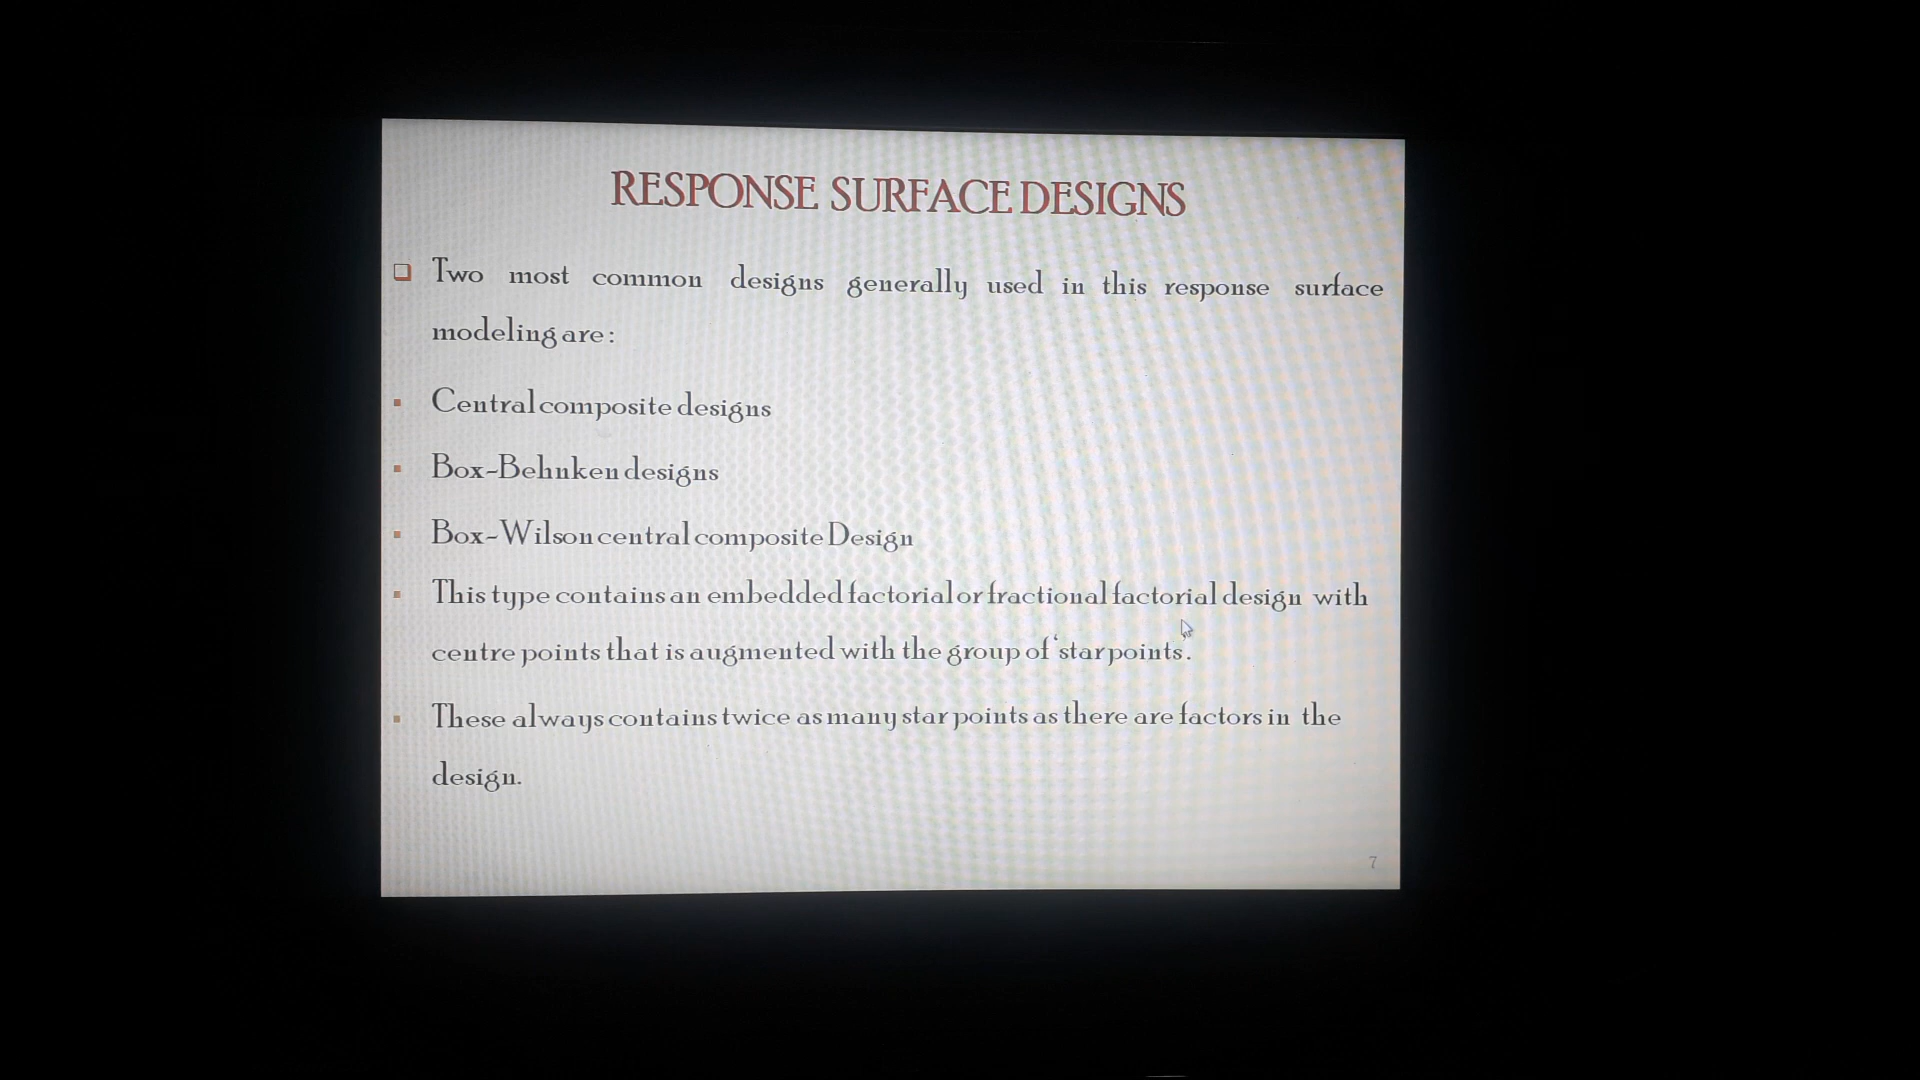 RESPONSE SURFACE DESIGNS
Two most common designs generally used in this response surface
modeling are:
Central composite designs
Box-Behnken designs
Box-Wilson central composite Design
This type contains an embedded factorial or fractional factorial design with
centre points that is augmented with the group of ‘star points’.
These always contains twice as many star points as there are factors in the
design.
7